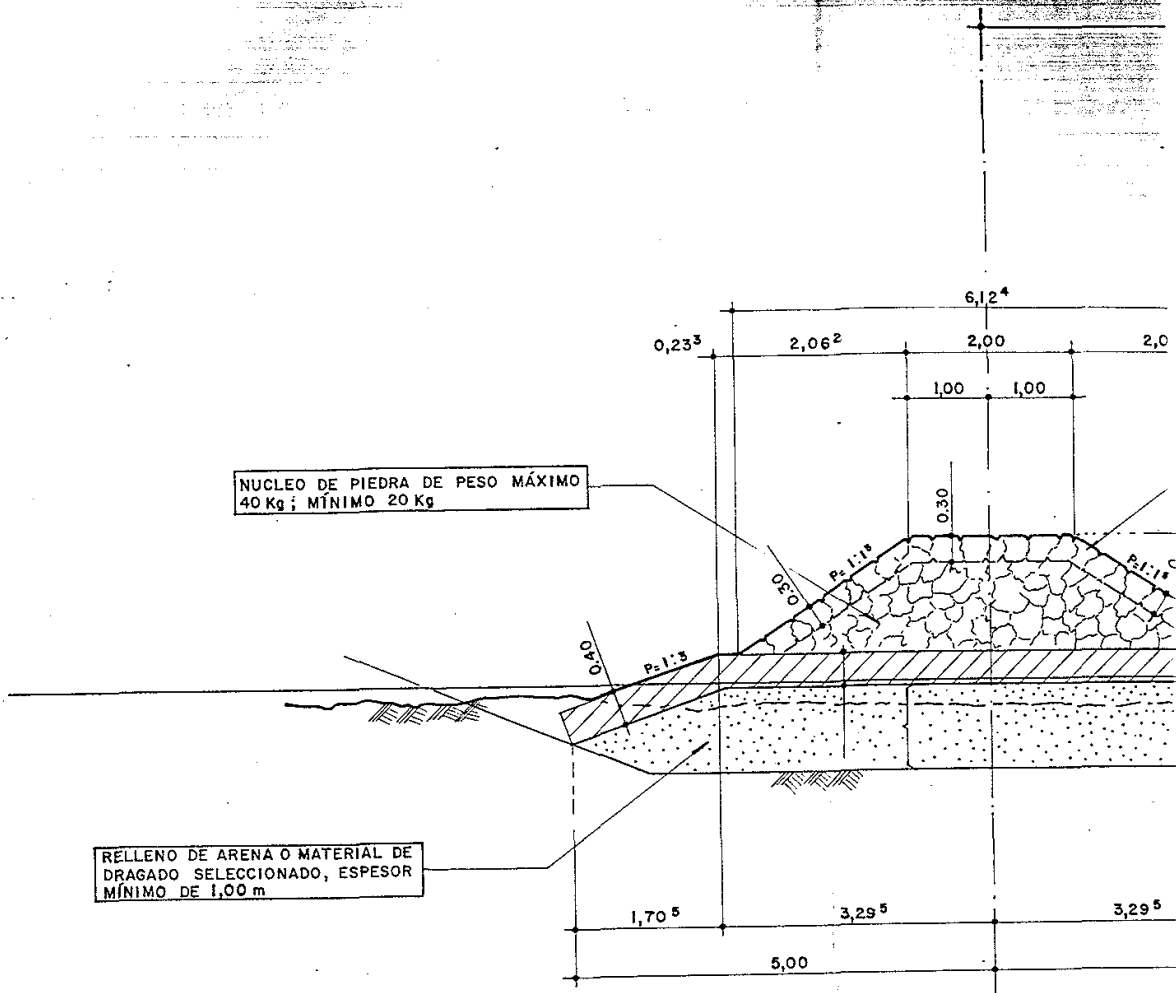 6,12⁴
0,23³
2,06²
2,00
2,0
1,00
1,00
NUCLEO DE PIEDRA DE PESO MÁXIMO
40 Kg ; MÍNIMO 20 Kg
0.30
P= 1:1⁵
P=1:1⁵
0.30
0.40
P= 1:3
RELLENO DE ARENA O MATERIAL DE
DRAGADO SELECCIONADO, ESPESOR
MÍNIMO DE 1,00 m
1,70⁵
3,29⁵
3,29⁵
5,00